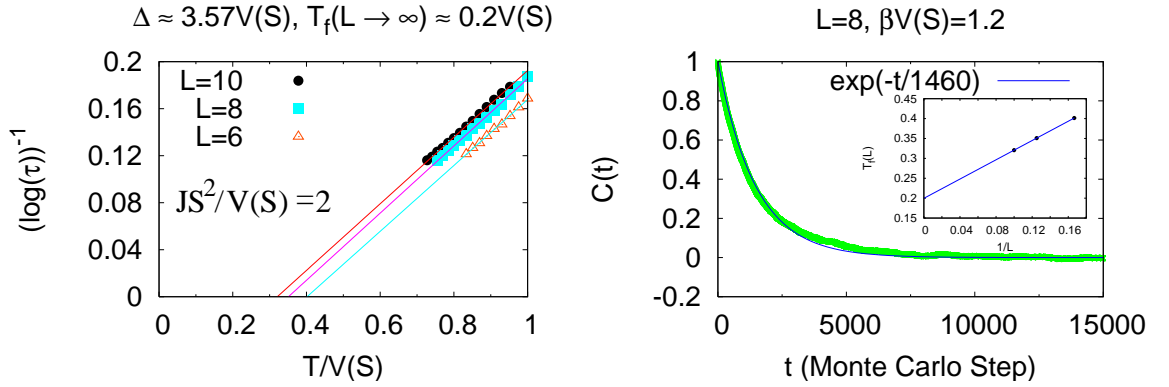 Δ ≈ 3.57V(S), T_f(L → ∞) ≈ 0.2V(S)
0.2
0.16
0.12
0.08
0.04
0
L=10
L=8
L=6
JS²/V(S) =2
(log(τ))⁻¹
0 0.2 0.4 0.6 0.8 1
T/V(S)
L=8, βV(S)=1.2
1
0.8
0.6
0.4
0.2
0
-0.2
exp(-t/1460)
C(t)
0.45
0.4
0.35
0.3
0.25
0.2
0.15
T_f(L)
0 0.04 0.08 0.12 0.16
1/L
0 5000 10000 15000
t (Monte Carlo Step)